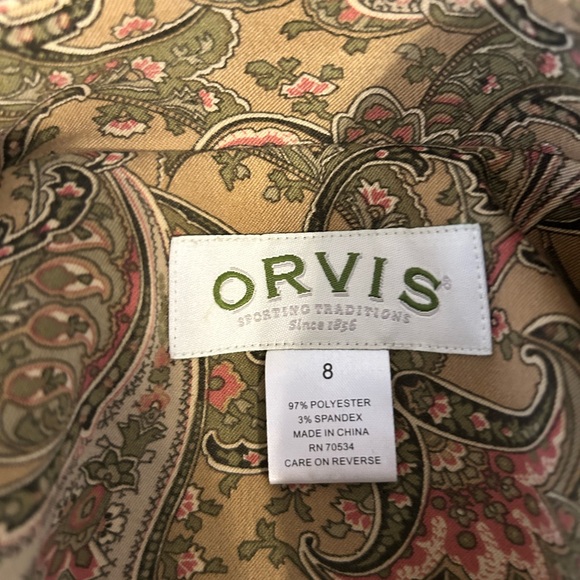 ORVIS®
SPORTING TRADITIONS
Since 1856
8
97% POLYESTER
3% SPANDEX
MADE IN CHINA
RN 70534
CARE ON REVERSE